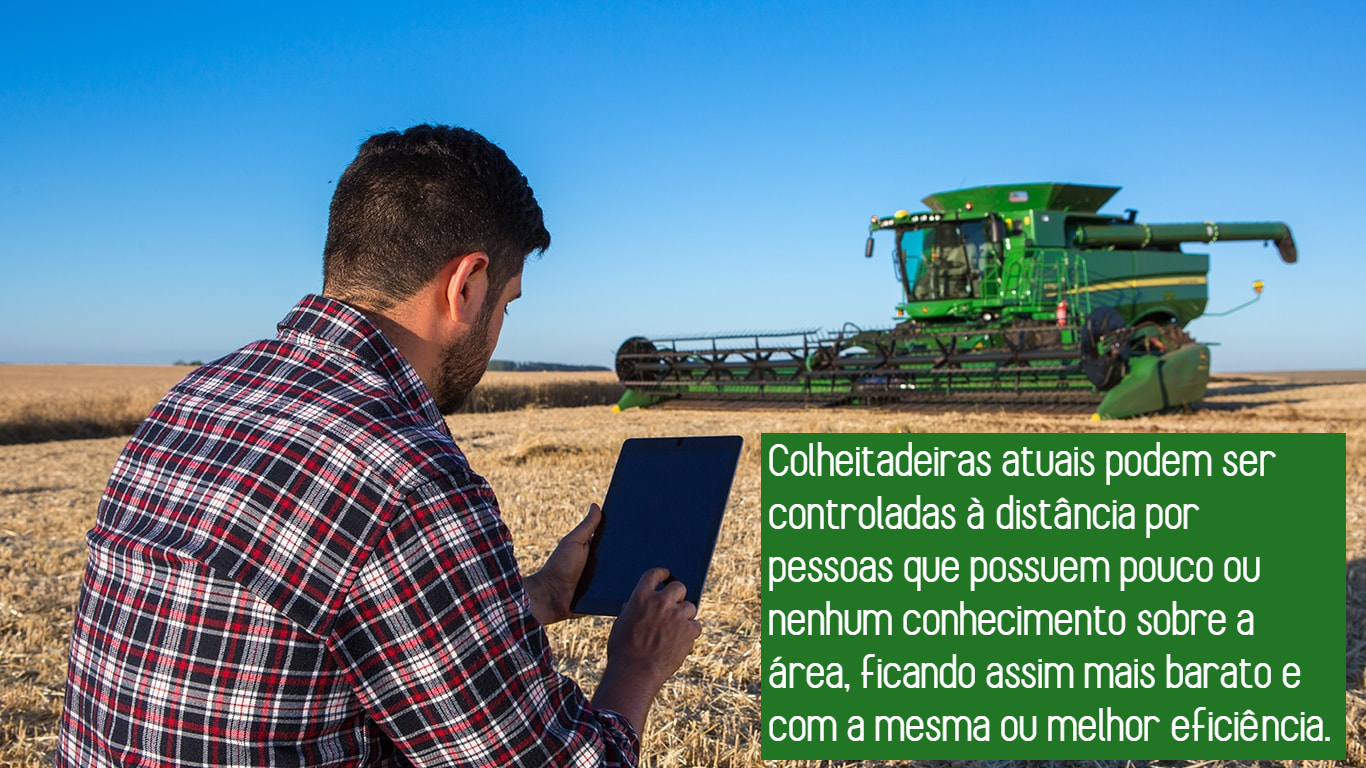 Colheitadeiras atuais podem ser
controladas à distância por
pessoas que possuem pouco ou
nenhum conhecimento sobre a
área, ficando assim mais barato e
com a mesma ou melhor eficiência.